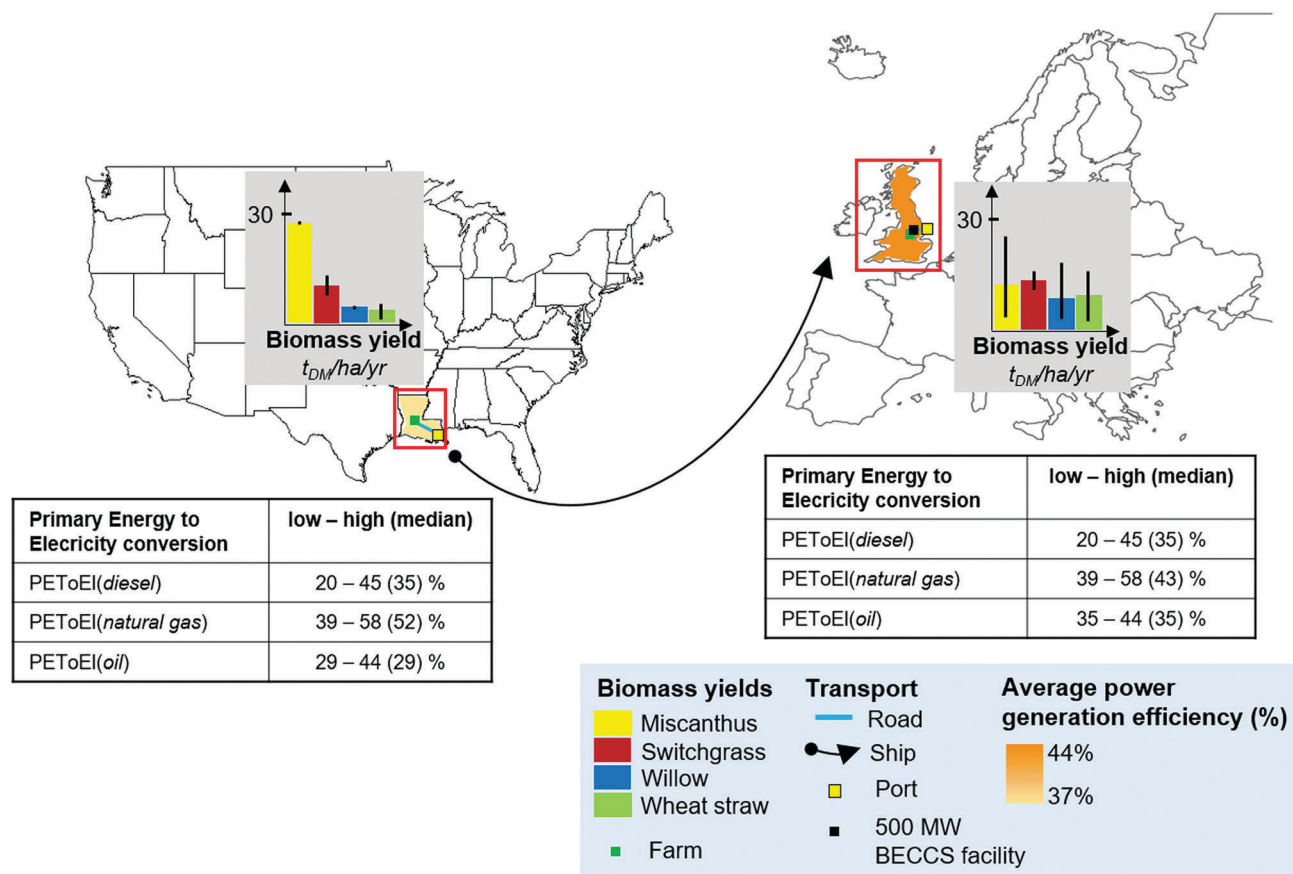 30
Biomass yield
tDM/ha/yr
30
Biomass yield
tDM/ha/yr
Primary Energy to
Elecricity conversion
low – high (median)
PEToEl(diesel)
20 – 45 (35) %
PEToEl(natural gas)
39 – 58 (52) %
PEToEl(oil)
29 – 44 (29) %
Primary Energy to
Elecricity conversion
low – high (median)
PEToEl(diesel)
20 – 45 (35) %
PEToEl(natural gas)
39 – 58 (43) %
PEToEl(oil)
35 – 44 (35) %
Biomass yields
Miscanthus
Switchgrass
Willow
Wheat straw
Farm
Transport
Road
Ship
Port
500 MW
BECCS facility
Average power
generation efficiency (%)
44%
37%